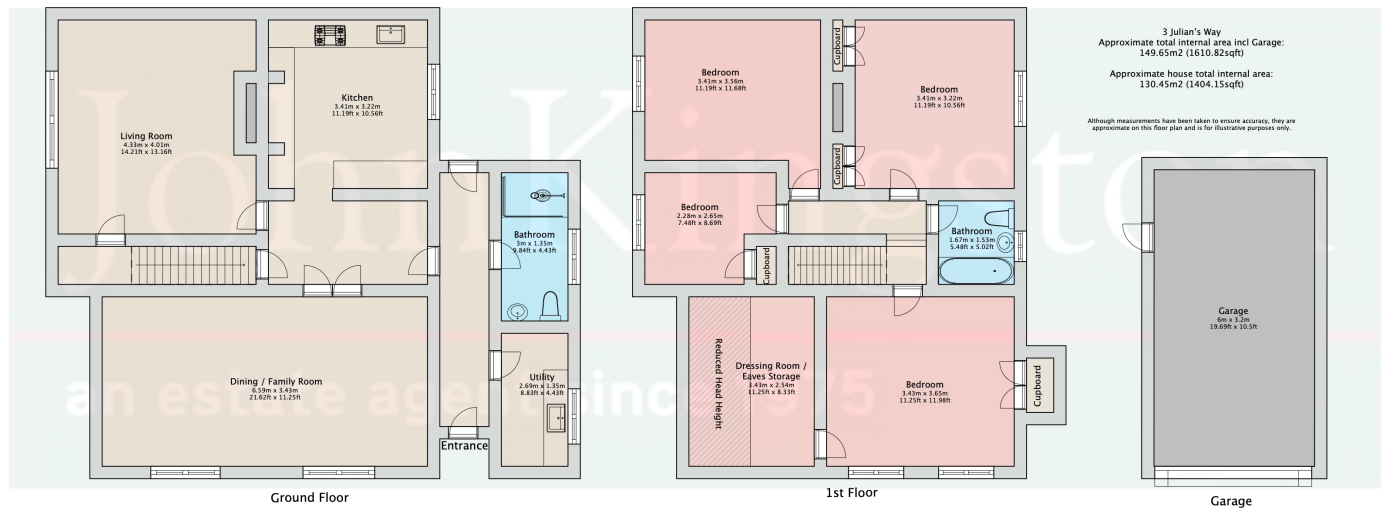 John Kingston
an estate agent since 1975
Living Room
4.33m x 4.01m
14.21ft x 13.16ft
Kitchen
3.41m x 3.22m
11.19ft x 10.56ft
Bathroom
3m x 1.35m
9.84ft x 4.43ft
Dining / Family Room
6.59m x 3.43m
21.62ft x 11.25ft
Utility
2.69m x 1.35m
8.83ft x 4.43ft
Entrance
Ground Floor
Bedroom
3.41m x 3.56m
11.19ft x 11.68ft
Cupboard
Cupboard
Bedroom
3.41m x 3.22m
11.19ft x 10.56ft
Bedroom
2.28m x 2.65m
7.48ft x 8.69ft
Cupboard
Bathroom
1.67m x 1.53m
5.48ft x 5.02ft
Reduced Head Height
Dressing Room /
Eaves Storage
3.43m x 2.54m
11.25ft x 8.33ft
Bedroom
3.43m x 3.65m
11.25ft x 11.98ft
Cupboard
1st Floor
3 Julian's Way
Approximate total internal area incl Garage:
149.65m2 (1610.82sqft)
Approximate house total internal area:
130.45m2 (1404.15sqft)
Although measurements have been taken to ensure accuracy, they are
approximate on this floor plan and is for illustrative purposes only.
Garage
6m x 3.2m
19.69ft x 10.5ft
Garage